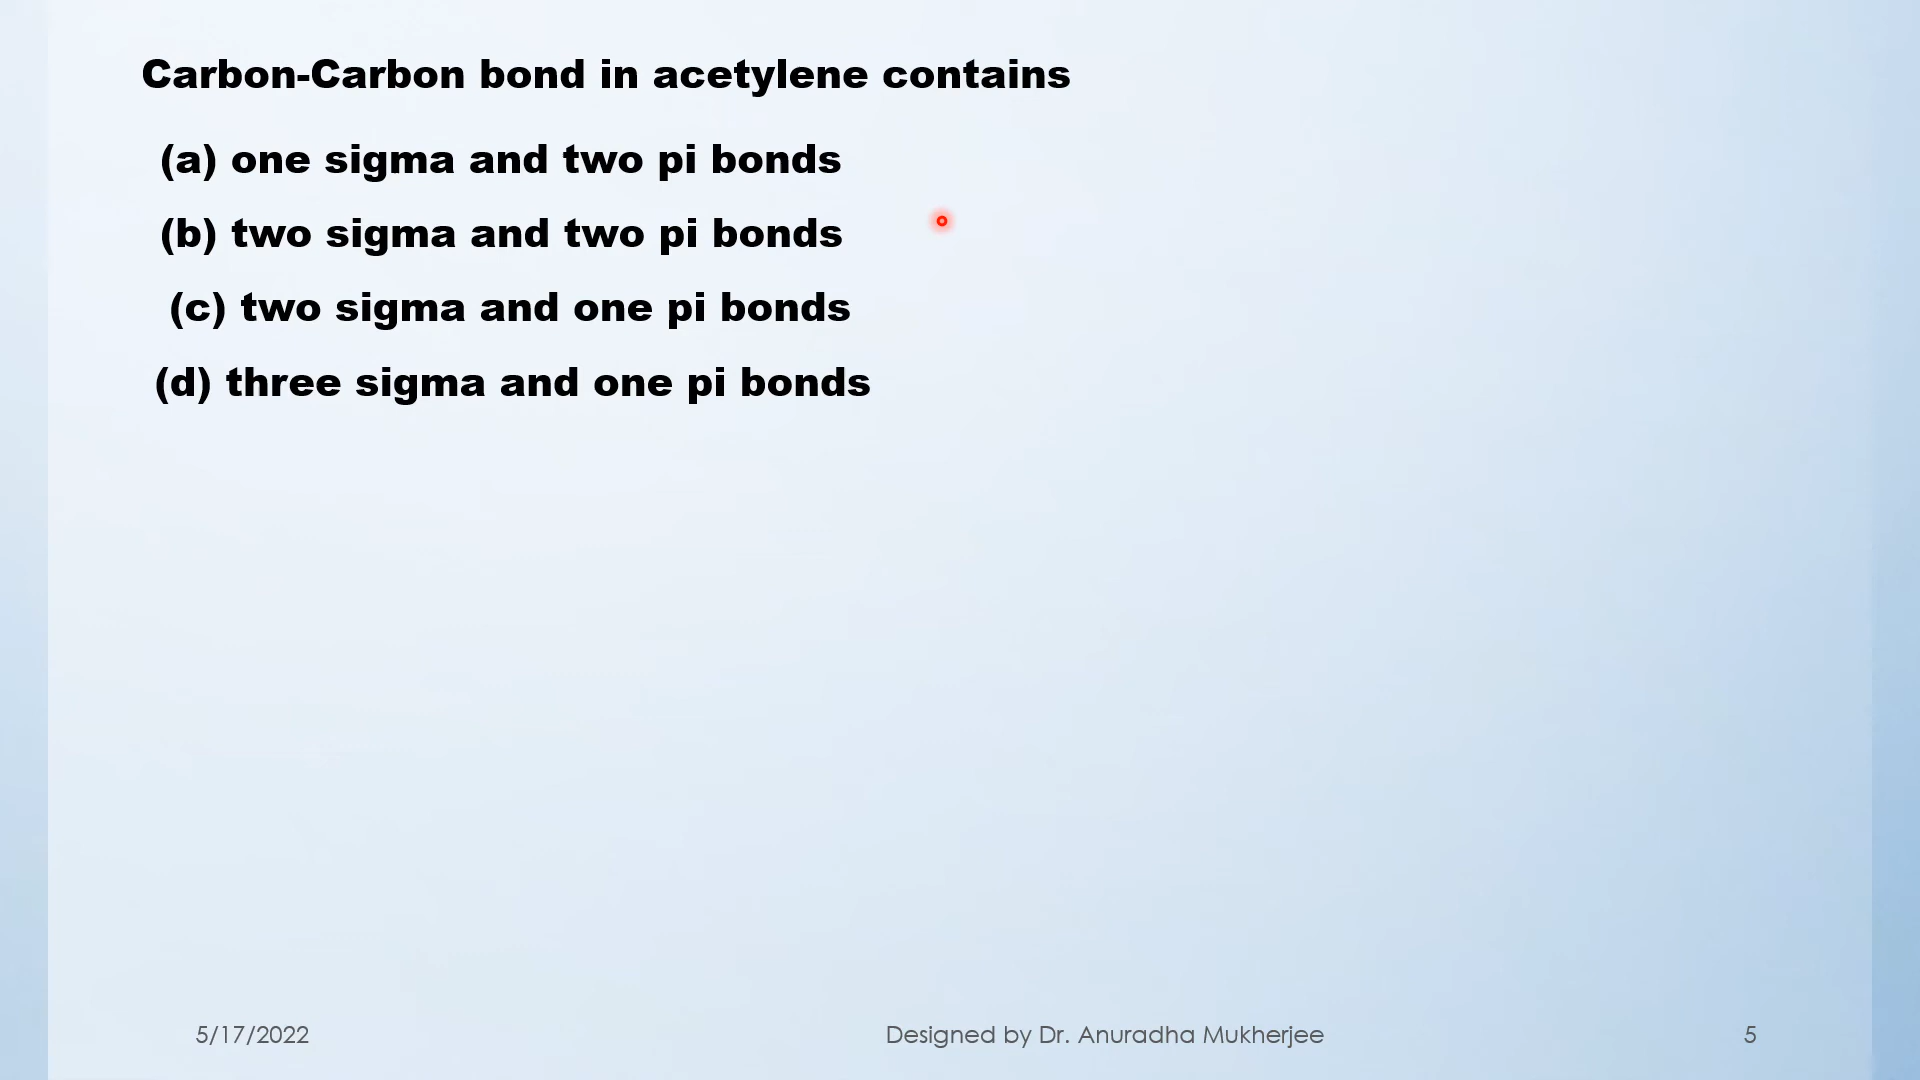 Carbon-Carbon bond in acetylene contains
(a) one sigma and two pi bonds
(b) two sigma and two pi bonds
(c) two sigma and one pi bonds
(d) three sigma and one pi bonds
5/17/2022 Designed by Dr. Anuradha Mukherjee 5